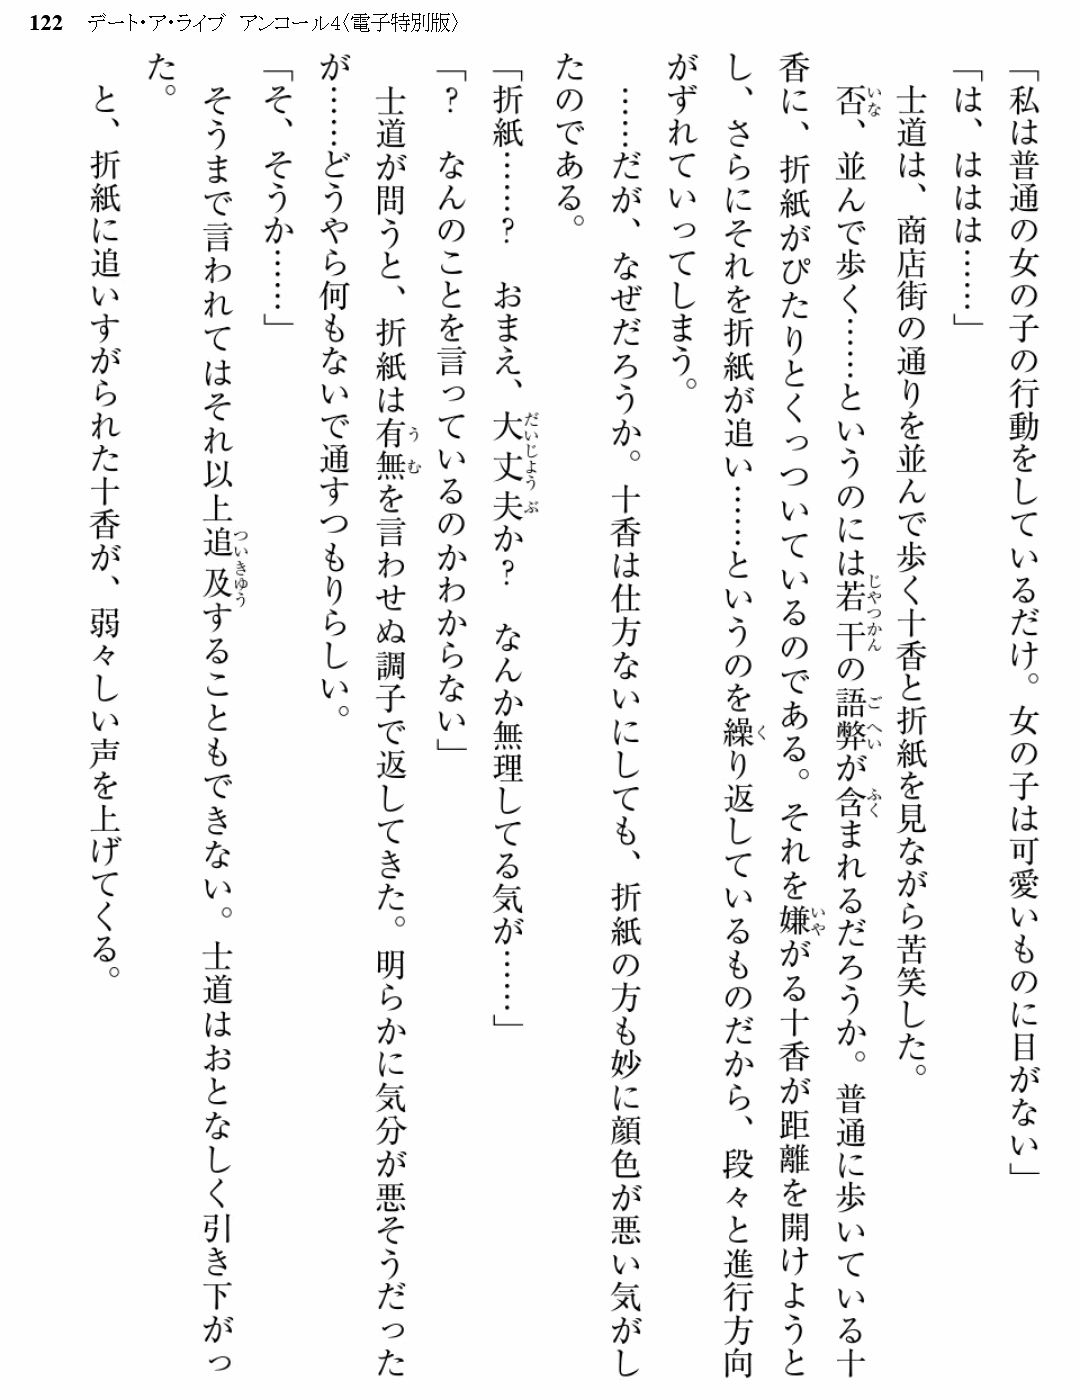 122 デート・ア・ライブ アンコール4〈電子特別版〉
「私は普通の女の子の行動をしているだけ。女の子は可愛いものに目がない」
「は、ははは……」
　士道は、商店街の通りを並んで歩く十香と折紙を見ながら苦笑した。
　否、並んで歩く……というのには若干の語弊が含まれるだろうか。普通に歩いている十
香に、折紙がぴたりとくっついているのである。それを嫌がる十香が距離を開けようと
し、さらにそれを折紙が追い……というのを繰り返しているものだから、段々と進行方向
がずれていってしまう。
　……だが、なぜだろうか。十香は仕方ないにしても、折紙の方も妙に顔色が悪い気がし
たのである。
「折紙……？　おまえ、大丈夫か？　なんか無理してる気が……」
「？　なんのことを言っているのかわからない」
　士道が問うと、折紙は有無を言わせぬ調子で返してきた。明らかに気分が悪そうだった
が……どうやら何もないで通すつもりらしい。
「そ、そうか……」
　そうまで言われてはそれ以上追及することもできない。士道はおとなしく引き下がっ
た。
　と、折紙に追いすがられた十香が、弱々しい声を上げてくる。